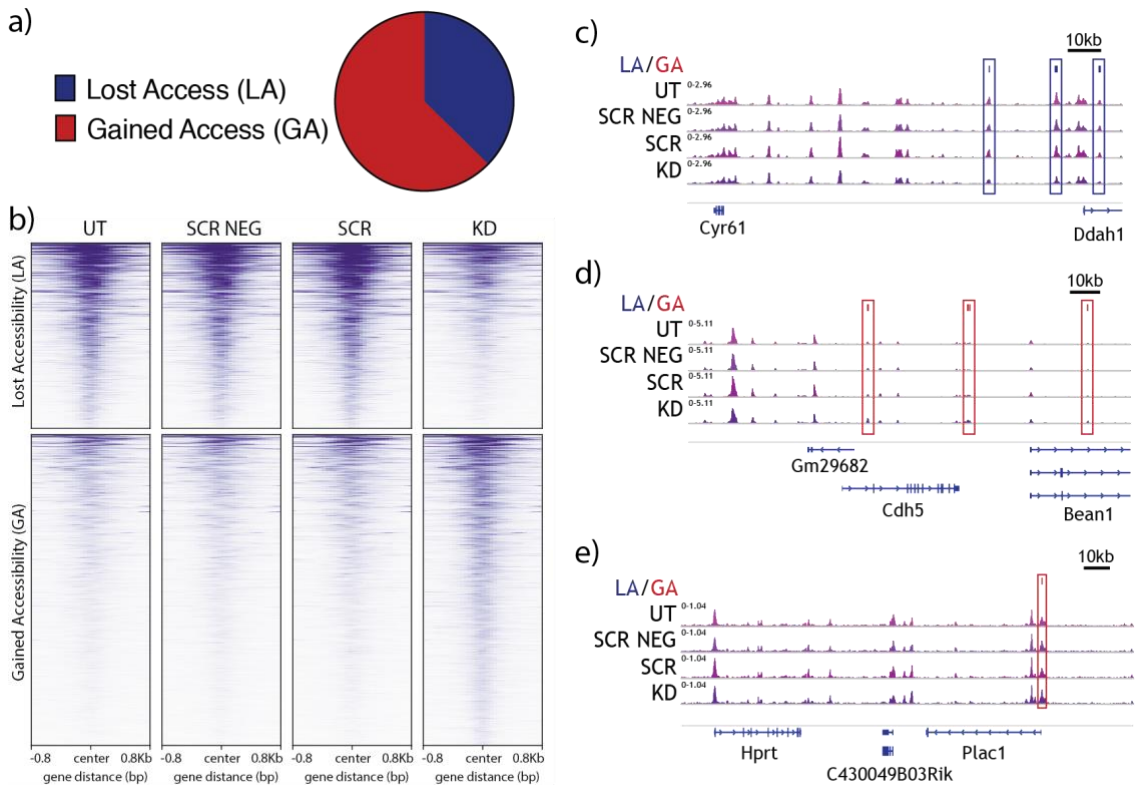 a)
Lost Access (LA)
Gained Access (GA)
b)
UT SCR NEG SCR KD
Lost Accessibility (LA)
Gained Accessibility (GA)
-0.8 center 0.8Kb -0.8 center 0.8Kb -0.8 center 0.8Kb -0.8 center 0.8Kb
gene distance (bp) gene distance (bp) gene distance (bp) gene distance (bp)
c)
10kb
LA/GA
UT 0-2.96
SCR NEG 0-2.96
SCR 0-2.96
KD 0-2.96
Cyr61 Ddah1
d)
10kb
LA/GA
UT 0-5.11
SCR NEG 0-5.11
SCR 0-5.11
KD 0-5.11
Gm29682
Cdh5 Bean1
e)
10kb
LA/GA
UT 0-1.04
SCR NEG 0-1.04
SCR 0-1.04
KD 0-1.04
Hprt Plac1
C430049B03Rik